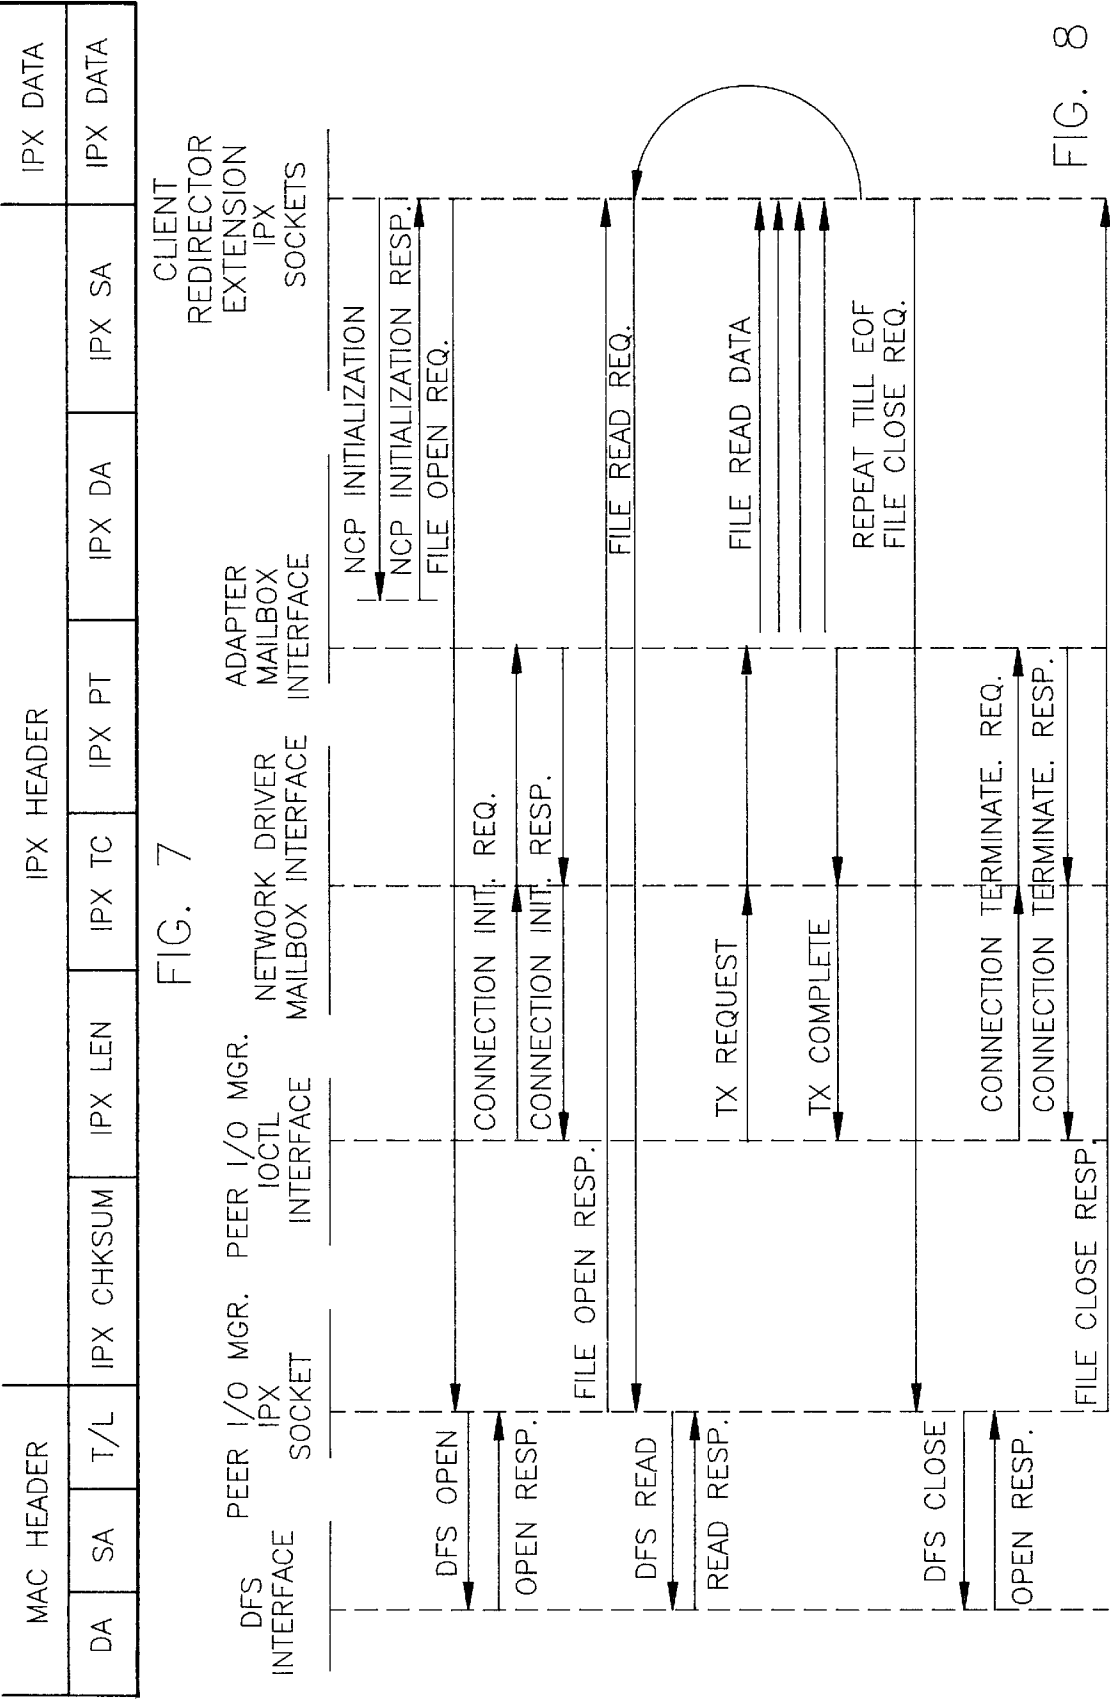 MAC HEADER
IPX HEADER
IPX DATA
DA
SA
T/L
IPX CHKSUM
IPX LEN
IPX TC
IPX PT
IPX DA
IPX SA
IPX DATA
FIG. 7
DFS
INTERFACE
PEER I/O MGR.
IPX
SOCKET
PEER I/O MGR.
IOCTL
INTERFACE
NETWORK DRIVER
MAILBOX INTERFACE
ADAPTER
MAILBOX
INTERFACE
CLIENT
REDIRECTOR
EXTENSION
IPX
SOCKETS
NCP INITIALIZATION
NCP INITIALIZATION RESP.
FILE OPEN REQ.
DFS OPEN
OPEN RESP.
CONNECTION INIT. REQ.
CONNECTION INIT. RESP.
FILE OPEN RESP.
FILE READ REQ.
DFS READ
READ RESP.
TX REQUEST
FILE READ DATA
TX COMPLETE
REPEAT TILL EOF
FILE CLOSE REQ.
DFS CLOSE
OPEN RESP.
CONNECTION TERMINATE. REQ.
CONNECTION TERMINATE. RESP.
FILE CLOSE RESP.
FIG. 8